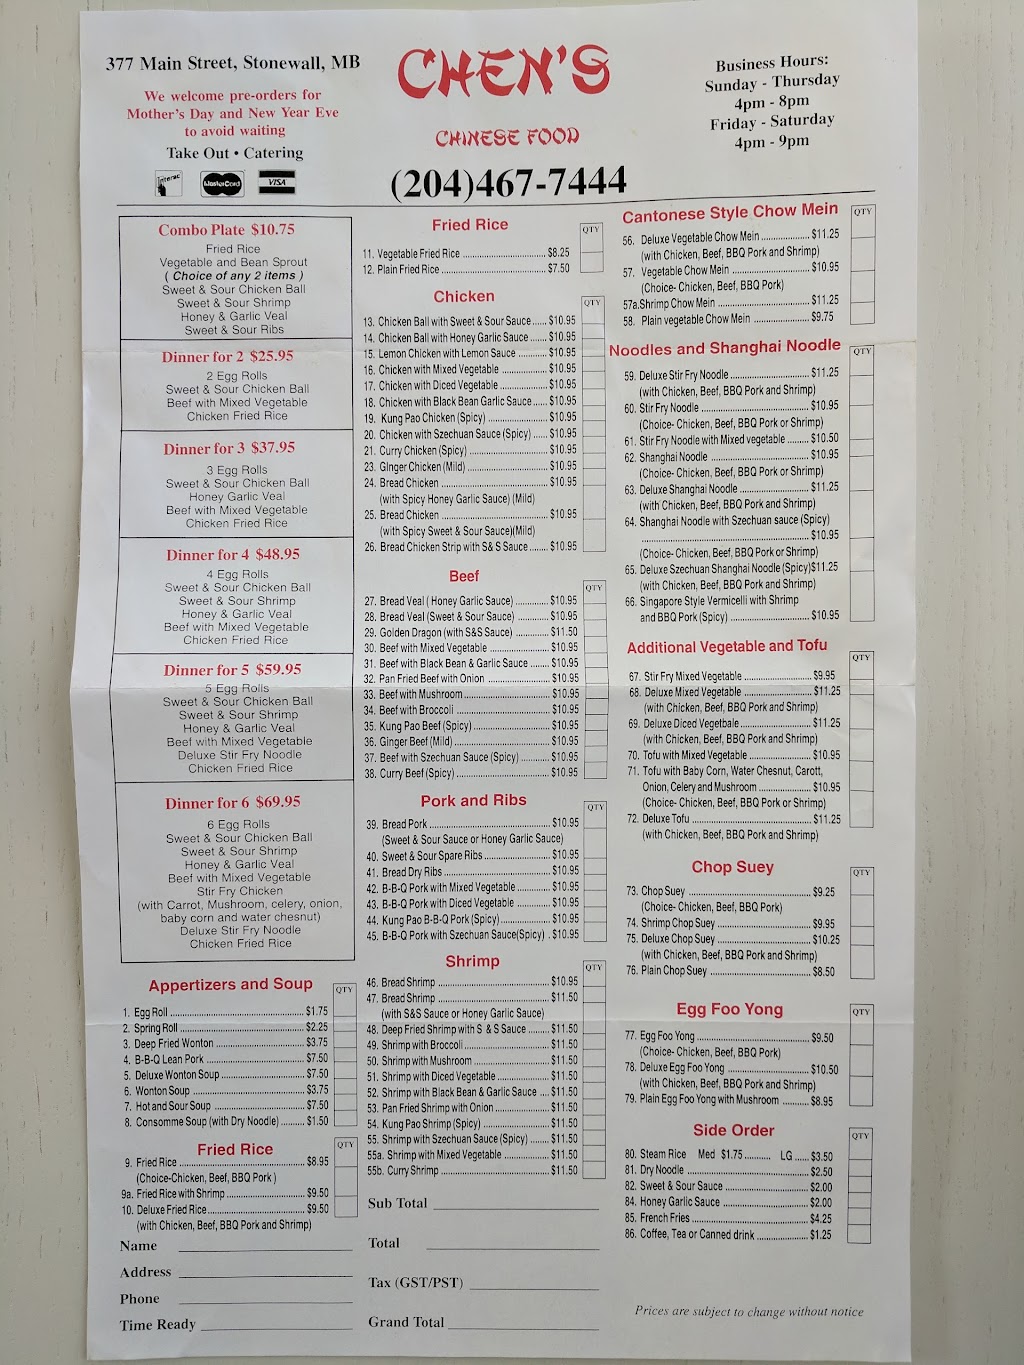 377 Main Street, Stonewall, MB
We welcome pre-orders for
Mother's Day and New Year Eve
to avoid waiting
Take Out • Catering
Interac MasterCard VISA
CHEN'S
CHINESE FOOD
(204)467-7444
Business Hours:
Sunday - Thursday
4pm - 8pm
Friday - Saturday
4pm - 9pm
Combo Plate $10.75
Fried Rice
Vegetable and Bean Sprout
( Choice of any 2 items )
Sweet & Sour Chicken Ball
Sweet & Sour Shrimp
Honey & Garlic Veal
Sweet & Sour Ribs
Dinner for 2 $25.95
2 Egg Rolls
Sweet & Sour Chicken Ball
Beef with Mixed Vegetable
Chicken Fried Rice
Dinner for 3 $37.95
3 Egg Rolls
Sweet & Sour Chicken Ball
Honey Garlic Veal
Beef with Mixed Vegetable
Chicken Fried Rice
Dinner for 4 $48.95
4 Egg Rolls
Sweet & Sour Chicken Ball
Sweet & Sour Shrimp
Honey & Garlic Veal
Beef with Mixed Vegetable
Chicken Fried Rice
Dinner for 5 $59.95
5 Egg Rolls
Sweet & Sour Chicken Ball
Sweet & Sour Shrimp
Honey & Garlic Veal
Beef with Mixed Vegetable
Deluxe Stir Fry Noodle
Chicken Fried Rice
Dinner for 6 $69.95
6 Egg Rolls
Sweet & Sour Chicken Ball
Sweet & Sour Shrimp
Honey & Garlic Veal
Beef with Mixed Vegetable
Stir Fry Chicken
(with Carrot, Mushroom, celery, onion,
baby corn and water chesnut)
Deluxe Stir Fry Noodle
Chicken Fried Rice
Appertizers and Soup QTY
1. Egg Roll $1.75
2. Spring Roll $2.25
3. Deep Fried Wonton $3.75
4. B-B-Q Lean Pork $7.50
5. Deluxe Wonton Soup $7.50
6. Wonton Soup $3.75
7. Hot and Sour Soup $7.50
8. Consomme Soup (with Dry Noodle) 1.50
Fried Rice QTY
9. Fried Rice $8.95
(Choice-Chicken, Beef, BBQ Pork )
9a. Fried Rice with Shrimp $9.50
10. Deluxe Fried Rice $9.50
(with Chicken, Beef, BBQ Pork and Shrimp)
Name
Address
Phone
Time Ready
Fried Rice QTY
11. Vegetable Fried Rice $8.25
12. Plain Fried Rice $7.50
Chicken QTY
13. Chicken Ball with Sweet & Sour Sauce $10.95
14. Chicken Ball with Honey Garlic Sauce $10.95
15. Lemon Chicken with Lemon Sauce $10.95
16. Chicken with Mixed Vegetable $10.95
17. Chicken with Diced Vegetable $10.95
18. Chicken with Black Bean Garlic Sauce $10.95
19. Kung Pao Chicken (Spicy) $10.95
20. Chicken with Szechuan Sauce (Spicy) $10.95
21. Curry Chicken (Spicy) $10.95
23. Ginger Chicken (Mild) $10.95
24. Bread Chicken $10.95
(with Spicy Honey Garlic Sauce) (Mild)
25. Bread Chicken $10.95
(with Spicy Sweet & Sour Sauce)(Mild)
26. Bread Chicken Strip with S& S Sauce $10.95
Beef QTY
27. Bread Veal ( Honey Garlic Sauce) $10.95
28. Bread Veal (Sweet & Sour Sauce) $10.95
29. Golden Dragon (with S&S Sauce) $11.50
30. Beef with Mixed Vegetable $10.95
31. Beef with Black Bean & Garlic Sauce $10.95
32. Pan Fried Beef with Onion $10.95
33. Beef with Mushroom $10.95
34. Beef with Broccoli $10.95
35. Kung Pao Beef (Spicy) $10.95
36. Ginger Beef (Mild) $10.95
37. Beef with Szechuan Sauce (Spicy) $10.95
38. Curry Beef (Spicy) $10.95
Pork and Ribs QTY
39. Bread Pork $10.95
(Sweet & Sour Sauce or Honey Garlic Sauce)
40. Sweet & Sour Spare Ribs $10.95
41. Bread Dry Ribs $10.95
42. B-B-Q Pork with Mixed Vegetable $10.95
43. B-B-Q Pork with Diced Vegetable $10.95
44. Kung Pao B-B-Q Pork (Spicy) $10.95
45. B-B-Q Pork with Szechuan Sauce(Spicy) $10.95
Shrimp QTY
46. Bread Shrimp $10.95
47. Bread Shrimp $11.50
(with S&S Sauce or Honey Garlic Sauce)
48. Deep Fried Shrimp with S & S Sauce $11.50
49. Shrimp with Broccoli $11.50
50. Shrimp with Mushroom $11.50
51. Shrimp with Diced Vegetable $11.50
52. Shrimp with Black Bean & Garlic Sauce $11.50
53. Pan Fried Shrimp with Onion $11.50
54. Kung Pao Shrimp (Spicy) $11.50
55. Shrimp with Szechuan Sauce (Spicy) $11.50
55a. Shrimp with Mixed Vegetable $11.50
55b. Curry Shrimp $11.50
Sub Total
Total
Tax (GST/PST)
Grand Total
Cantonese Style Chow Mein QTY
56. Deluxe Vegetable Chow Mein $11.25
(with Chicken, Beef, BBQ Pork and Shrimp)
57. Vegetable Chow Mein $10.95
(Choice- Chicken, Beef, BBQ Pork)
57a.Shrimp Chow Mein $11.25
58. Plain vegetable Chow Mein $9.75
Noodles and Shanghai Noodle QTY
59. Deluxe Stir Fry Noodle $11.25
(with Chicken, Beef, BBQ Pork and Shrimp)
60. Stir Fry Noodle $10.95
(Choice- Chicken, Beef, BBQ Pork or Shrimp)
61. Stir Fry Noodle with Mixed vegetable $10.50
62. Shanghai Noodle $10.95
(Choice- Chicken, Beef, BBQ Pork or Shrimp)
63. Deluxe Shanghai Noodle $11.25
(with Chicken, Beef, BBQ Pork and Shrimp)
64. Shanghai Noodle with Szechuan sauce (Spicy)
$10.95
(Choice- Chicken, Beef, BBQ Pork or Shrimp)
65. Deluxe Szechuan Shanghai Noodle (Spicy)$11.25
(with Chicken, Beef, BBQ Pork and Shrimp)
66. Singapore Style Vermicelli with Shrimp
and BBQ Pork (Spicy) $10.95
Additional Vegetable and Tofu QTY
67. Stir Fry Mixed Vegetable $9.95
68. Deluxe Mixed Vegetable $11.25
(with Chicken, Beef, BBQ Pork and Shrimp)
69. Deluxe Diced Vegetbale $11.25
(with Chicken, Beef, BBQ Pork and Shrimp)
70. Tofu with Mixed Vegetable $10.95
71. Tofu with Baby Corn, Water Chesnut, Carott,
Onion, Celery and Mushroom $10.95
(Choice- Chicken, Beef, BBQ Pork or Shrimp)
72. Deluxe Tofu $11.25
(with Chicken, Beef, BBQ Pork and Shrimp)
Chop Suey QTY
73. Chop Suey $9.25
(Choice- Chicken, Beef, BBQ Pork)
74. Shrimp Chop Suey $9.95
75. Deluxe Chop Suey $10.25
(with Chicken, Beef, BBQ Pork and Shrimp)
76. Plain Chop Suey $8.50
Egg Foo Yong QTY
77. Egg Foo Yong $9.50
(Choice- Chicken, Beef, BBQ Pork)
78. Deluxe Egg Foo Yong $10.50
(with Chicken, Beef, BBQ Pork and Shrimp)
79. Plain Egg Foo Yong with Mushroom $8.95
Side Order QTY
80. Steam Rice Med $1.75 LG $3.50
81. Dry Noodle $2.50
82. Sweet & Sour Sauce $2.00
84. Honey Garlic Sauce $2.00
85. French Fries $4.25
86. Coffee, Tea or Canned drink $1.25
Prices are subject to change without notice